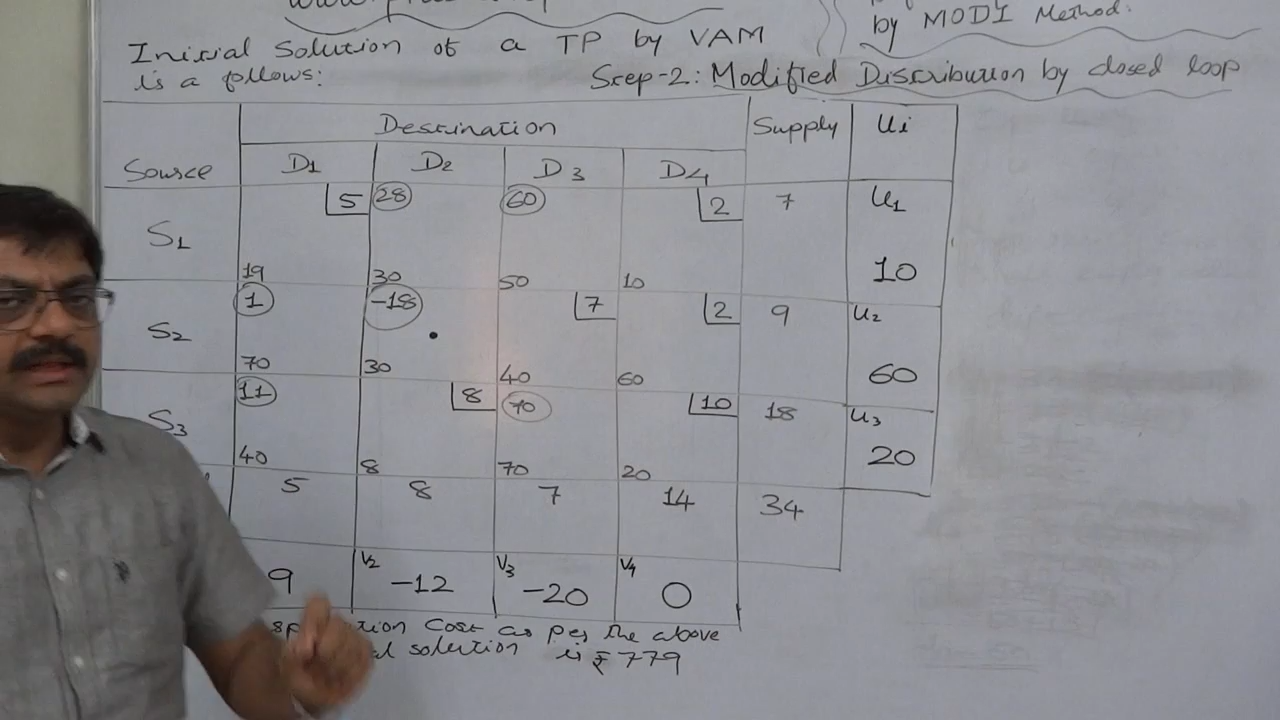 by MODI Method.
Initial Solution of a TP by VAM
is a follows:
Step-2: Modified Distribution by closed loop
Source Destination Supply Ui
D1 D2 D3 D4
5 28 60 2 7 U1
S1
19 30 50 10 10
1 -18 7 2 9 U2
S2
70 30 40 60 60
11 8 70 10 18 U3
S3
40 8 70 20 20
5 8 7 14 34
V2 V3 V4
9 -12 -20 0
Cost as per the above
solution is ₹779